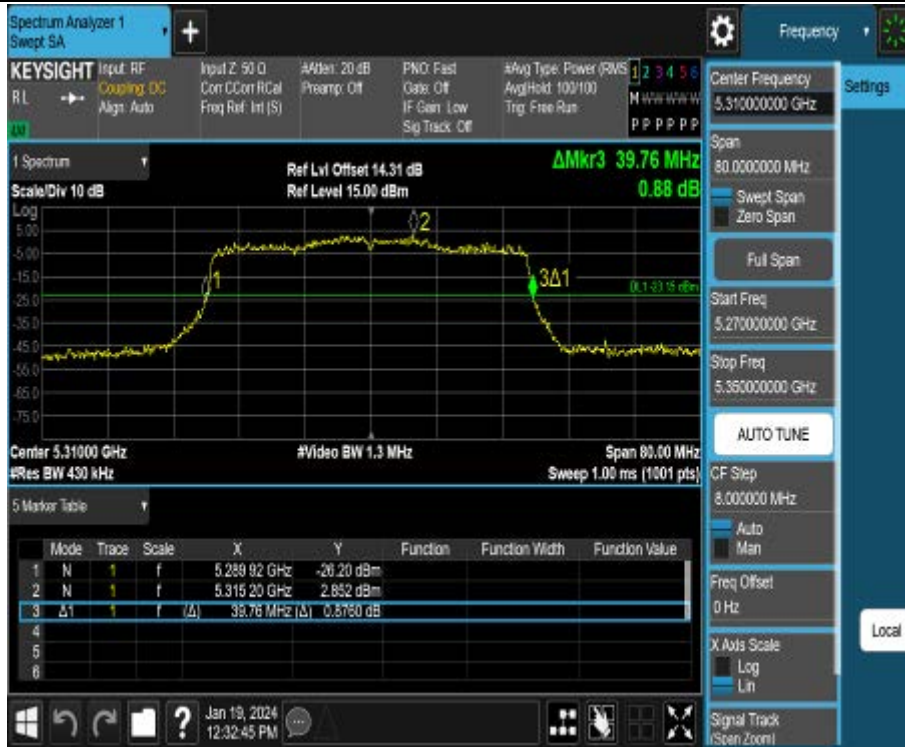 Spectrum Analyzer 1
Swept SA
+
Frequency
KEYSIGHT
RL
Input: RF
Coupling: DC
Align: Auto
Input Z: 50 Ω
Corr CCorr RCal
Freq Ref: Int (S)
#Atten: 20 dB
Preamp: Off
PNO: Fast
Gate: Off
IF Gain: Low
Sig Track: Off
#Avg Type: Power (RMS
Avg|Hold: 100/100
Trig: Free Run
1 2 3 4 5 6
M W W W W W
P P P P P P
Center Frequency
5.310000000 GHz
Settings
1 Spectrum
Scale/Div 10 dB
Log
Ref Lvl Offset 14.31 dB
Ref Level 15.00 dBm
ΔMkr3 39.76 MHz
0.88 dB
Span
80.0000000 MHz
Swept Span
Zero Span
Full Span
5.00
-5.00
-15.0
-25.0
-35.0
-45.0
-55.0
-65.0
-75.0
1
2
3Δ1
DL1 -23.15 dBm
Start Freq
5.270000000 GHz
Stop Freq
5.350000000 GHz
AUTO TUNE
Center 5.31000 GHz
#Res BW 430 kHz
#Video BW 1.3 MHz
Span 80.00 MHz
Sweep 1.00 ms (1001 pts)
CF Step
8.000000 MHz
Auto
Man
5 Marker Table
Mode Trace Scale X Y Function Function Width Function Value
1 N 1 f 5.289 92 GHz -26.20 dBm
2 N 1 f 5.315 20 GHz 2.852 dBm
3 Δ1 1 f (Δ) 39.76 MHz (Δ) 0.8760 dB
4
5
6
Freq Offset
0 Hz
X Axis Scale
Log
Lin
Local
Signal Track
(Span Zoom)
?
Jan 19, 2024
12:32:45 PM